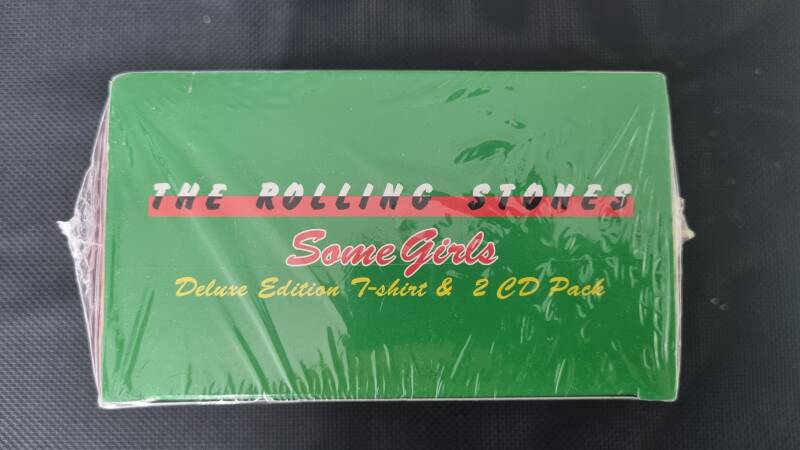 THE ROLLING STONES
Some Girls
Deluxe Edition T-shirt & 2 CD Pack